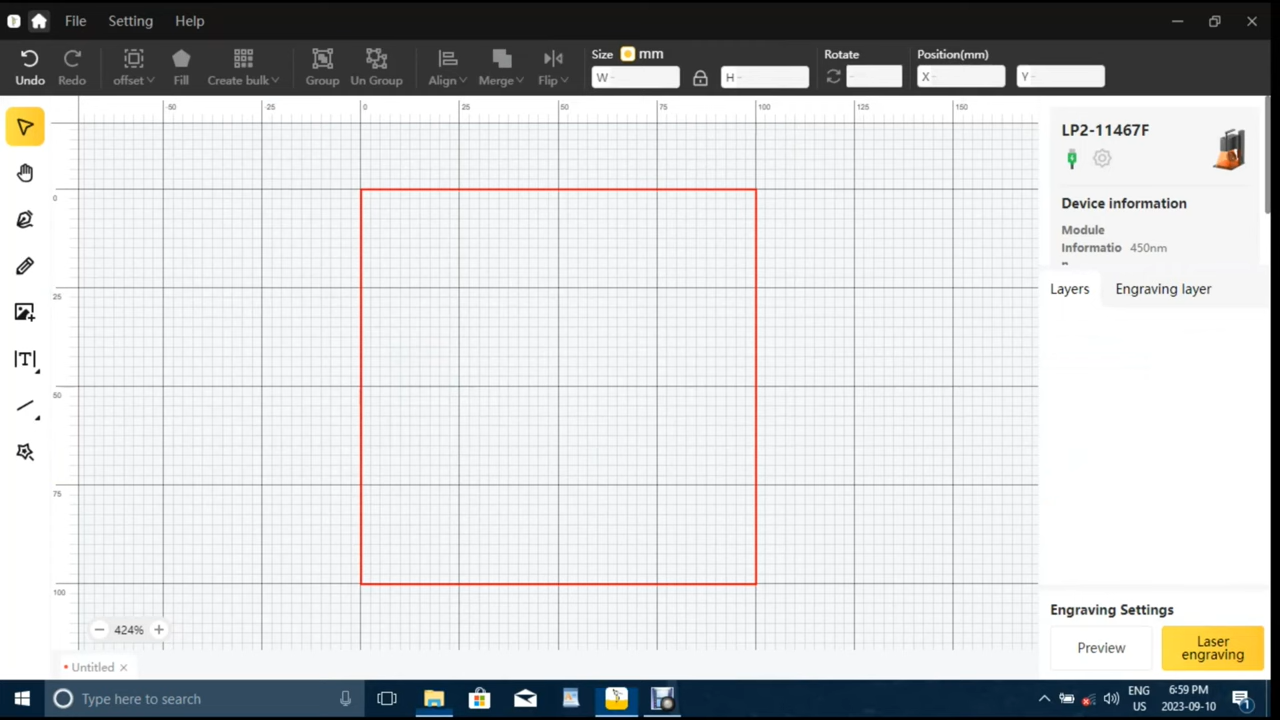 File Setting Help
Size mm Rotate Position(mm)
W H X Y
Undo Redo offset Fill Create bulk Group Un Group Align Merge Flip
-50 -25 0 25 50 75 100 125 150
LP2-11467F
0
Device information
Module
Informatio 450nm
n
Layers Engraving layer
25
50
75
100
Engraving Settings
424%
Preview
Laser
engraving
* Untitled
Type here to search
ENG
US
6:59 PM
2023-09-10
1